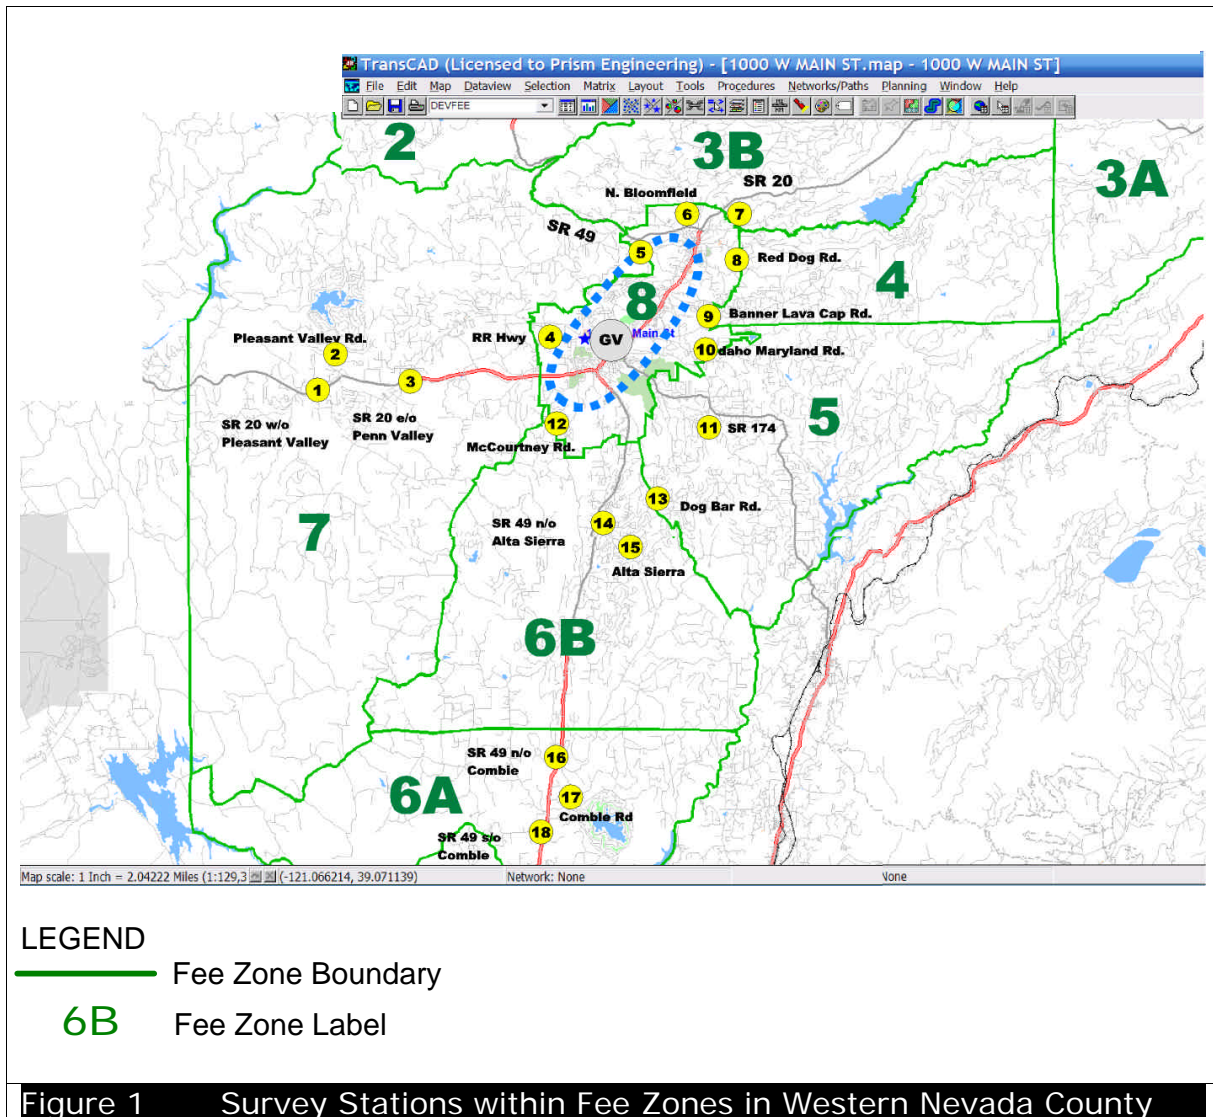 TransCAD (Licensed to Prism Engineering) - [1000 W MAIN ST.map - 1000 W MAIN ST]
File Edit Map Dataview Selection Matrix Layout Tools Procedures Networks/Paths Planning Window Help
DEVFEE
2
3B
3A
SR 20
N. Bloomfield
6
7
SR 49
5
8
Red Dog Rd.
4
8
9
Banner Lava Cap Rd.
Pleasant Valley Rd.
RR Hwy
4
GV
Main St
2
10
daho Maryland Rd.
1
3
SR 20 w/o
Pleasant Valley
SR 20 e/o
Penn Valley
12
11
SR 174
5
McCourtney Rd.
13
Dog Bar Rd.
7
SR 49 n/o
Alta Sierra
14
15
Alta Sierra
6B
SR 49 n/o
Combie
16
6A
17
Combie Rd
SR 49 s/o
Combie
18
Map scale: 1 Inch = 2.04222 Miles (1:129,3
(-121.066214, 39.071139)
Network: None
None
LEGEND
Fee Zone Boundary
6B
Fee Zone Label
Figure 1 Survey Stations within Fee Zones in Western Nevada County